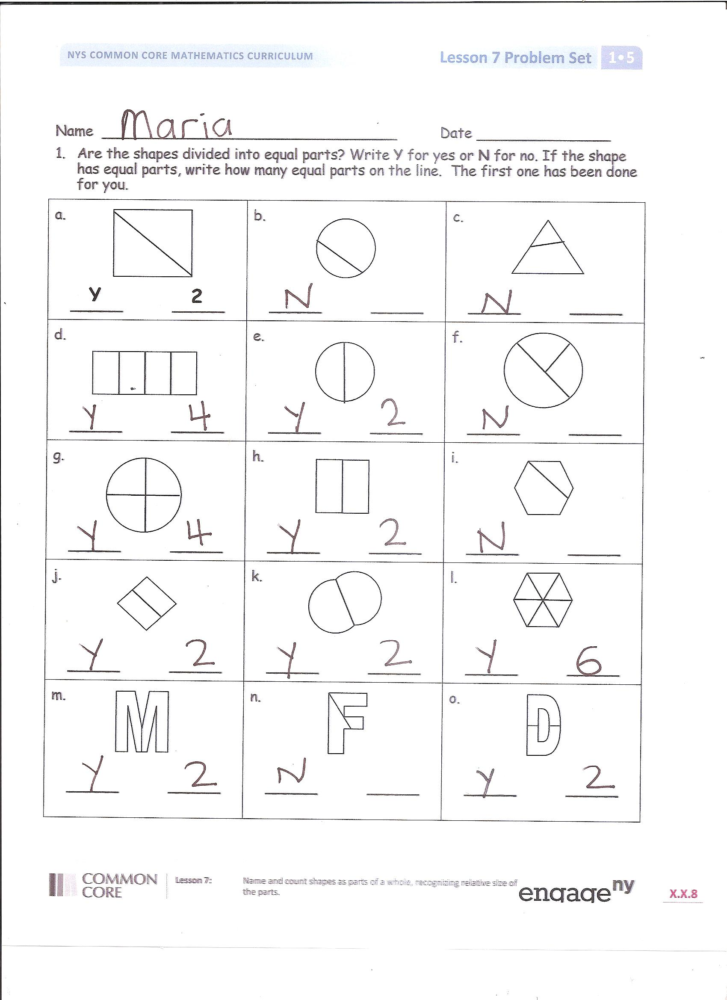 NYS COMMON CORE MATHEMATICS CURRICULUM
Lesson 7 Problem Set 1•5
Name Maria
Date
1. Are the shapes divided into equal parts? Write Y for yes or N for no. If the shape
has equal parts, write how many equal parts on the line. The first one has been done
for you.
a.
b.
c.
Y 2
N
N
d.
e.
f.
Y 4
Y 2
N
g.
h.
i.
Y 4
Y 2
N
j.
k.
l.
Y 2
Y 2
Y 6
m.
M
n.
F
o.
D
Y 2
N
Y 2
COMMON
CORE
Lesson 7:
Name and count shapes as parts of a whole, recognizing relative size of
the parts.
engage ny
X.X.8